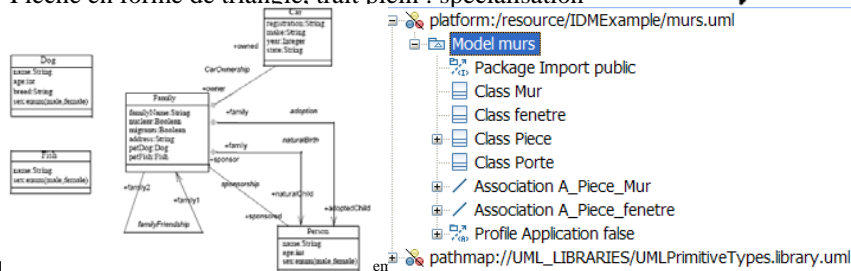 Flèche en forme de triangle, trait plein : spécialisation
Car
registration:String
make:String
year:Integer
state:String
+owned
CarOwnership
+owner
Dog
name:String
age:int
breed:String
sex:enum(male,female)
Family
familyName:String
nuclear:Boolean
migrants:Boolean
address:String
petDog:Dog
petFish:Fish
+family
adoption
+family
naturalBirth
+sponsor
Fish
name:String
sex:enum(male,female)
+family2
+family1
sponsorship
+naturalChild
+adoptedChild
familyFriendship
+sponsored
Person
name:String
age:int
sex:enum(male,female)
en
platform:/resource/IDMExample/murs.uml
Model murs
Package Import public
Class Mur
Class fenetre
Class Piece
Class Porte
Association A_Piece_Mur
Association A_Piece_fenetre
Profile Application false
pathmap://UML_LIBRARIES/UMLPrimitiveTypes.library.uml